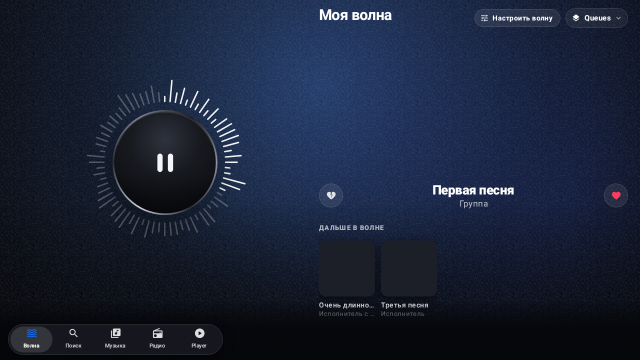 Моя волна
Настроить волну
Queues
Первая песня
Группа
ДАЛЬШЕ В ВОЛНЕ
Очень длинно…
Исполнитель с …
Третья песня
Исполнитель
Волна
Поиск
Музыка
Радио
Player